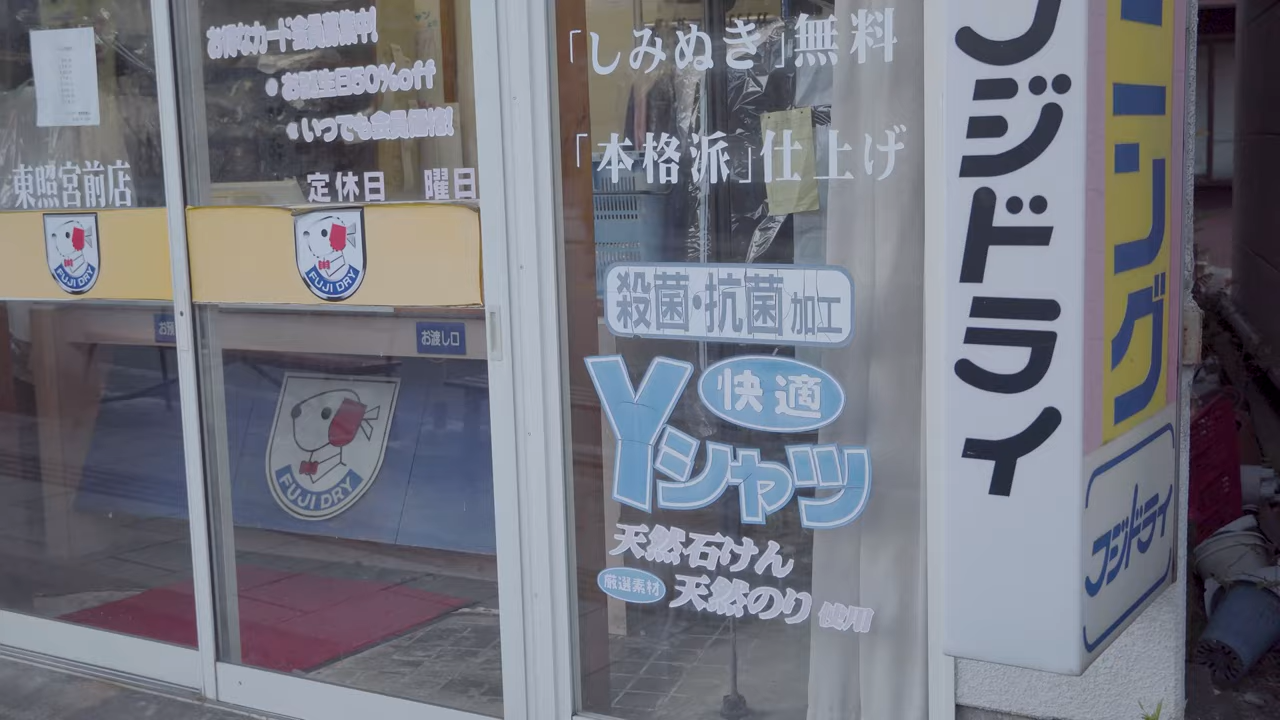 お得なカード会員募集中!
・お誕生日50%off
・いつでも会員価格!
東照宮前店
定休日 曜日
FUJI DRY
FUJI DRY
お渡し口
FUJI DRY
「しみぬき」無料
「本格派」仕上げ
殺菌・抗菌加工
快適
Yシャツ
天然石けん
厳選素材 天然のり使用
フジドライ
ーニング
フジドライ